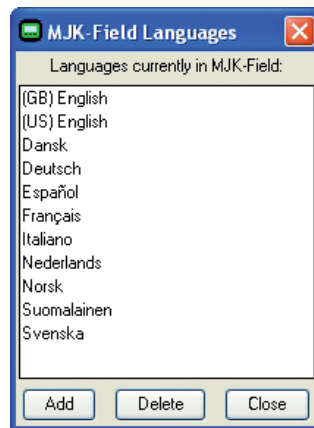 MJK-Field Languages
Languages currently in MJK-Field:
(GB) English
(US) English
Dansk
Deutsch
Español
Français
Italiano
Nederlands
Norsk
Suomalainen
Svenska
Add Delete Close